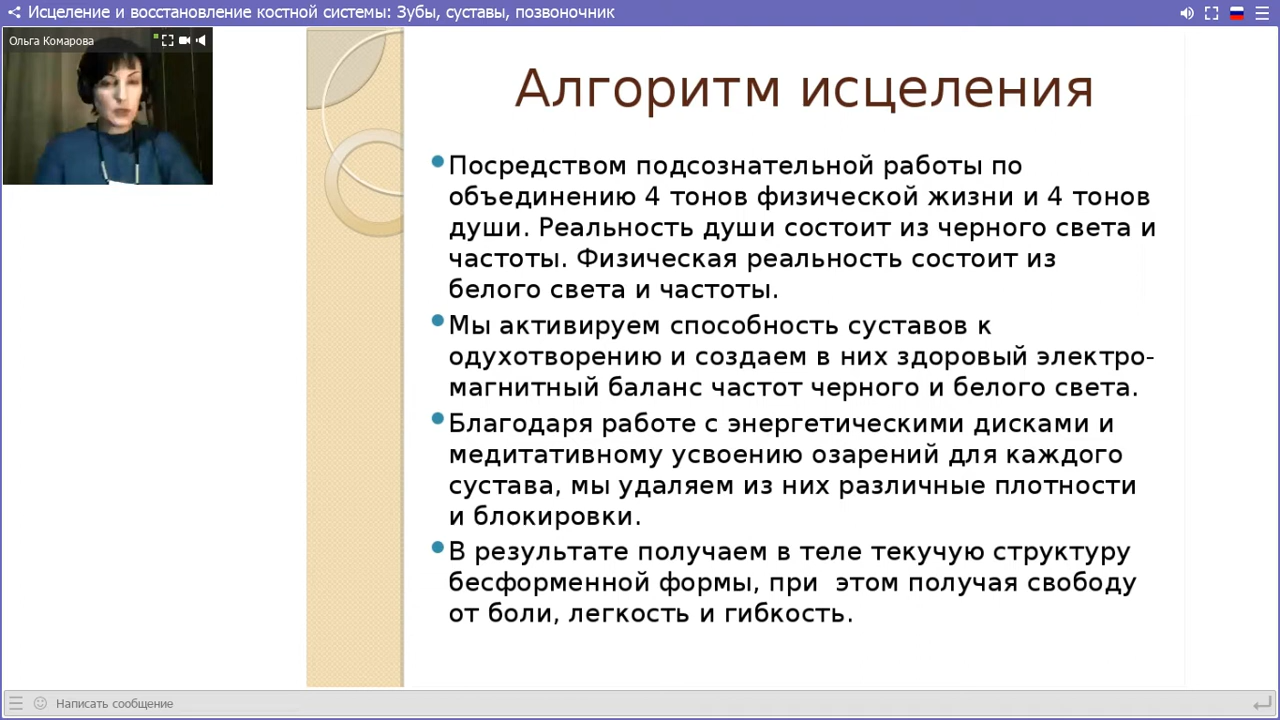 Исцеление и восстановление костной системы: Зубы, суставы, позвоночник
Ольга Комарова
Алгоритм исцеления
Посредством подсознательной работы по
объединению 4 тонов физической жизни и 4 тонов
души. Реальность души состоит из черного света и
частоты. Физическая реальность состоит из
белого света и частоты.
Мы активируем способность суставов к
одухотворению и создаем в них здоровый электро-
магнитный баланс частот черного и белого света.
Благодаря работе с энергетическими дисками и
медитативному усвоению озарений для каждого
сустава, мы удаляем из них различные плотности
и блокировки.
В результате получаем в теле текучую структуру
бесформенной формы, при  этом получая свободу
от боли, легкость и гибкость.
Написать сообщение